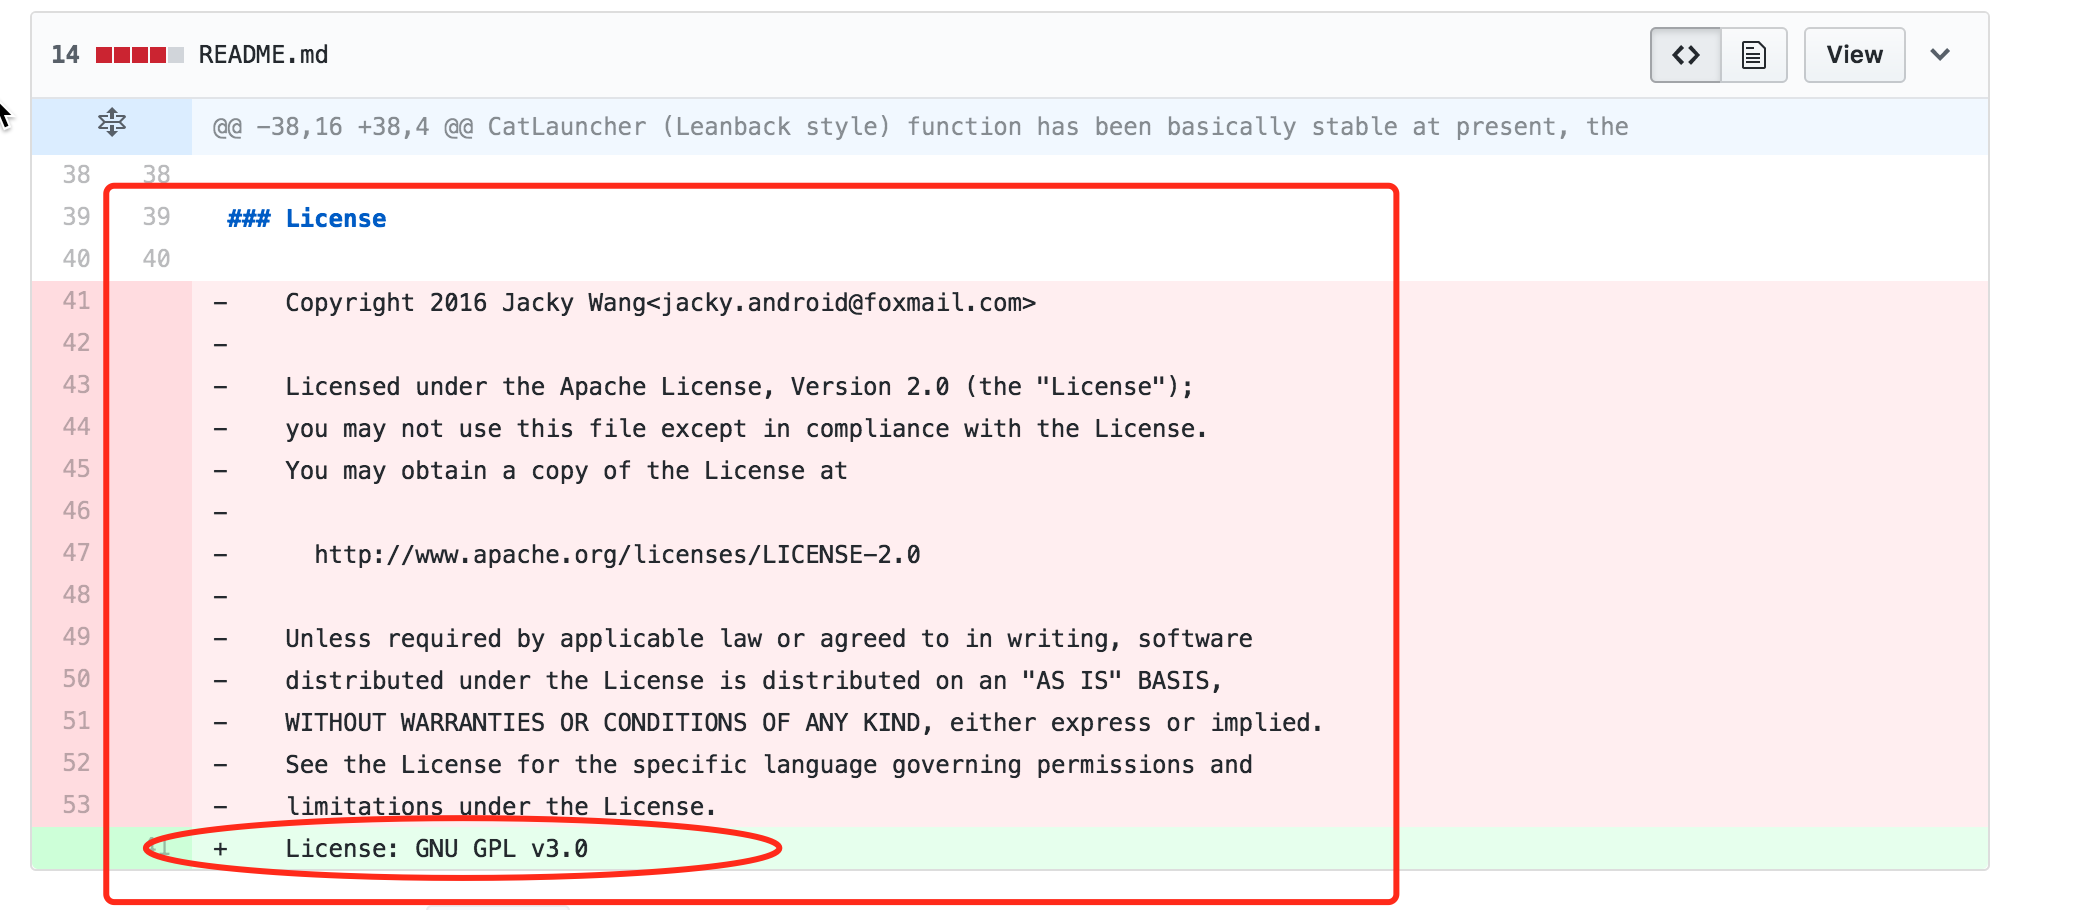 14 README.md View
@@ -38,16 +38,4 @@ CatLauncher (Leanback style) function has been basically stable at present, the
38 38
39 39 ### License
40 40
41 - Copyright 2016 Jacky Wang<jacky.android@foxmail.com>
42 -
43 - Licensed under the Apache License, Version 2.0 (the "License");
44 - you may not use this file except in compliance with the License.
45 - You may obtain a copy of the License at
46 -
47 - http://www.apache.org/licenses/LICENSE-2.0
48 -
49 - Unless required by applicable law or agreed to in writing, software
50 - distributed under the License is distributed on an "AS IS" BASIS,
51 - WITHOUT WARRANTIES OR CONDITIONS OF ANY KIND, either express or implied.
52 - See the License for the specific language governing permissions and
53 - limitations under the License.
+ License: GNU GPL v3.0